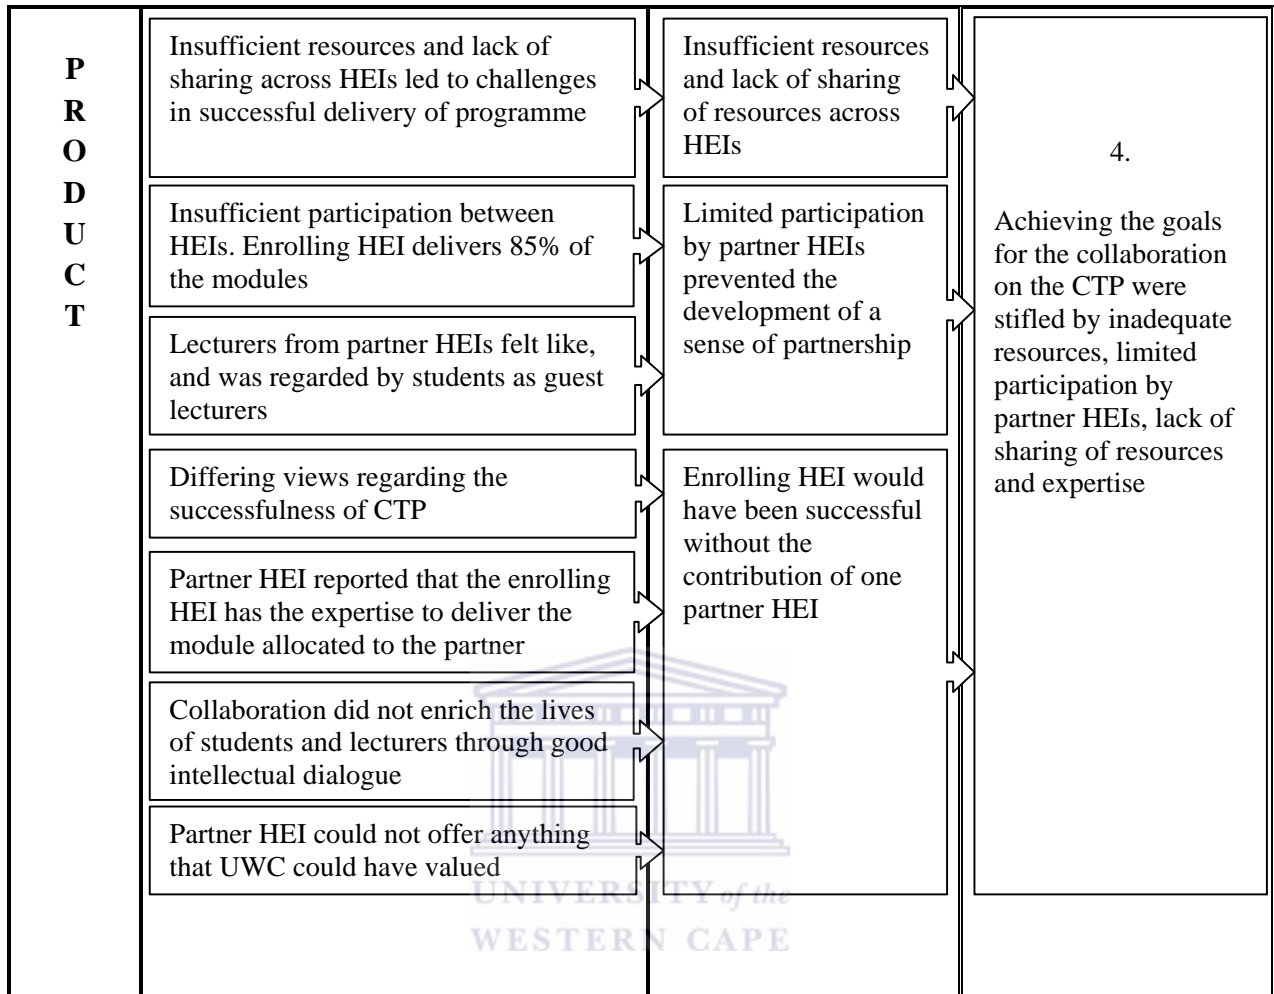 P
R
O
D
U
C
T
Insufficient resources and lack of
sharing across HEIs led to challenges
in successful delivery of programme
Insufficient participation between
HEIs. Enrolling HEI delivers 85% of
the modules
Lecturers from partner HEIs felt like,
and was regarded by students as guest
lecturers
Differing views regarding the
successfulness of CTP
Partner HEI reported that the enrolling
HEI has the expertise to deliver the
module allocated to the partner
Collaboration did not enrich the lives
of students and lecturers through good
intellectual dialogue
Partner HEI could not offer anything
that UWC could have valued
Insufficient resources
and lack of sharing
of resources across
HEIs
Limited participation
by partner HEIs
prevented the
development of a
sense of partnership
Enrolling HEI would
have been successful
without the
contribution of one
partner HEI
4.
Achieving the goals
for the collaboration
on the CTP were
stifled by inadequate
resources, limited
participation by
partner HEIs, lack of
sharing of resources
and expertise
UNIVERSITY of the
WESTERN CAPE